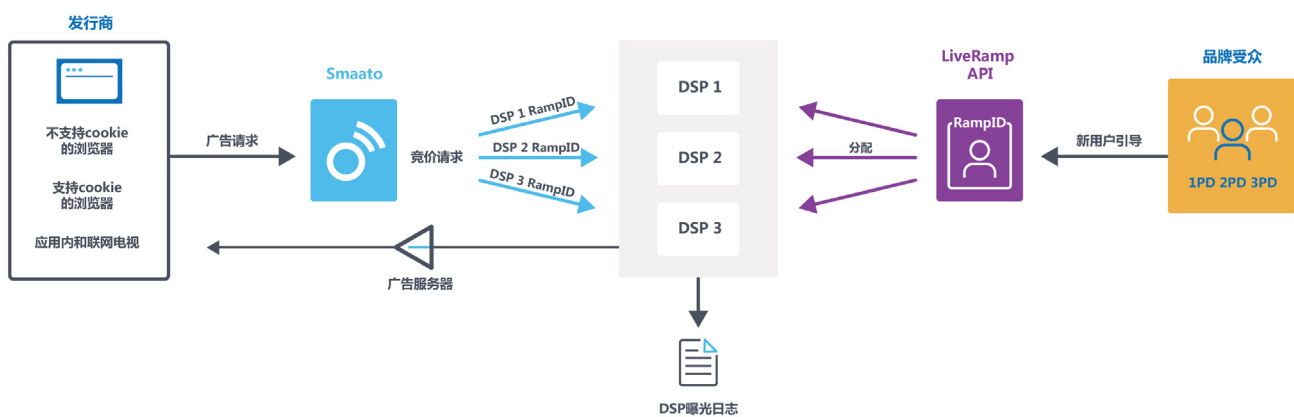 发行商
不支持cookie
的浏览器
支持cookie
的浏览器
应用内和联网电视
广告请求
Smaato
竞价请求
DSP 1 RampID
DSP 2 RampID
DSP 3 RampID
广告服务器
DSP 1
DSP 2
DSP 3
DSP曝光日志
分配
LiveRamp
API
RampID
新用户引导
品牌受众
1PD 2PD 3PD